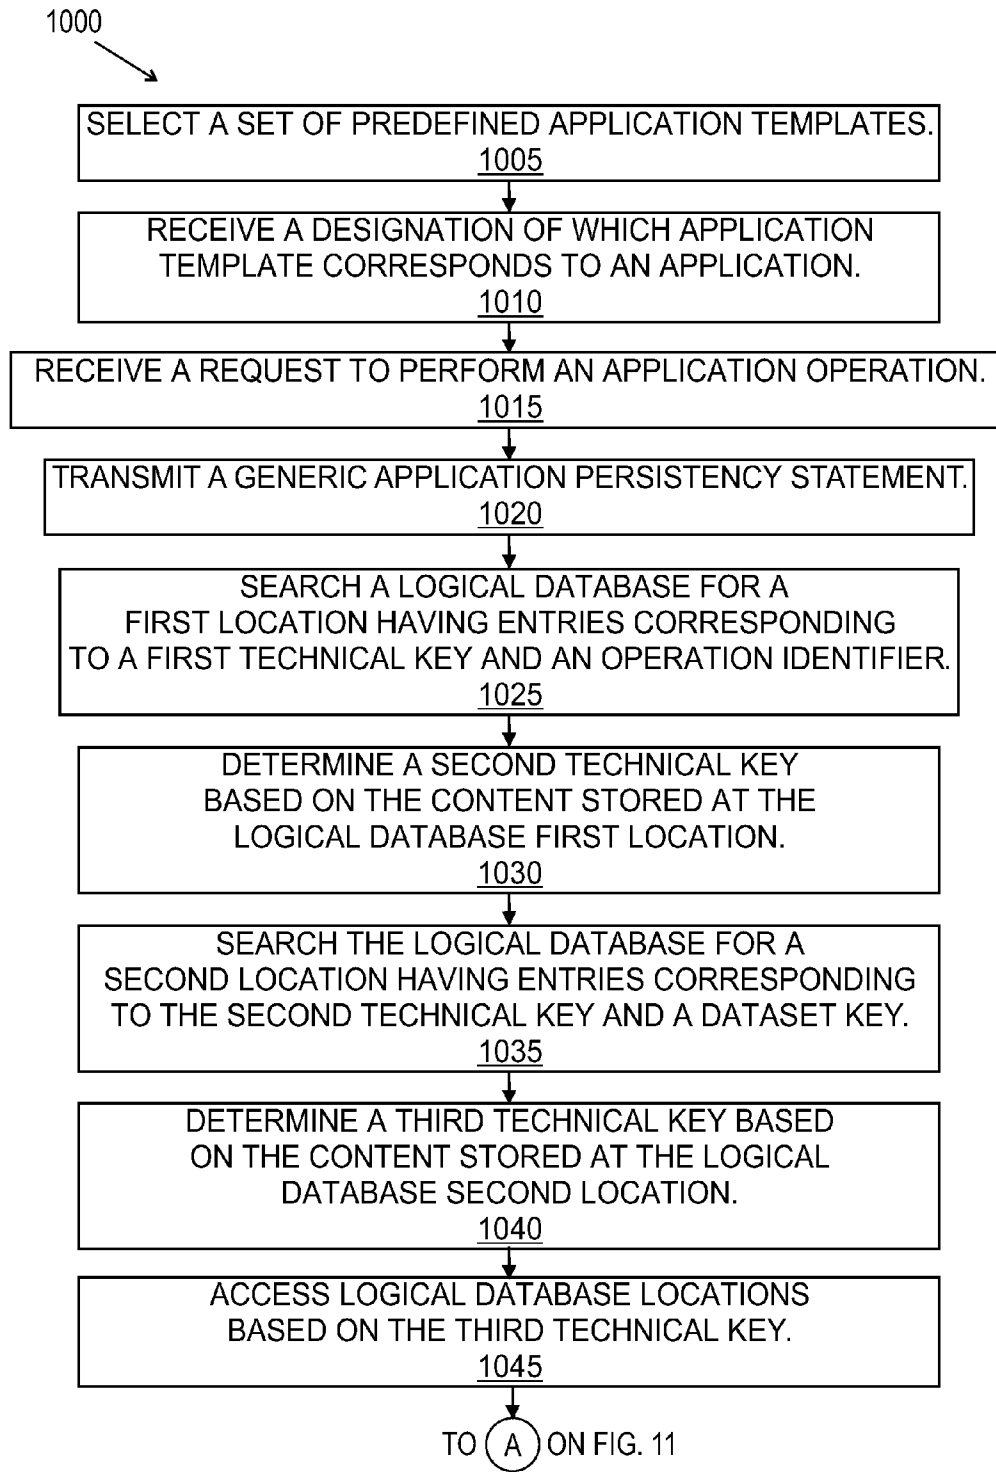 1000
SELECT A SET OF PREDEFINED APPLICATION TEMPLATES.
1005
RECEIVE A DESIGNATION OF WHICH APPLICATION
TEMPLATE CORRESPONDS TO AN APPLICATION.
1010
RECEIVE A REQUEST TO PERFORM AN APPLICATION OPERATION.
1015
TRANSMIT A GENERIC APPLICATION PERSISTENCY STATEMENT.
1020
SEARCH A LOGICAL DATABASE FOR A
FIRST LOCATION HAVING ENTRIES CORRESPONDING
TO A FIRST TECHNICAL KEY AND AN OPERATION IDENTIFIER.
1025
DETERMINE A SECOND TECHNICAL KEY
BASED ON THE CONTENT STORED AT THE
LOGICAL DATABASE FIRST LOCATION.
1030
SEARCH THE LOGICAL DATABASE FOR A
SECOND LOCATION HAVING ENTRIES CORRESPONDING
TO THE SECOND TECHNICAL KEY AND A DATASET KEY.
1035
DETERMINE A THIRD TECHNICAL KEY BASED
ON THE CONTENT STORED AT THE LOGICAL
DATABASE SECOND LOCATION.
1040
ACCESS LOGICAL DATABASE LOCATIONS
BASED ON THE THIRD TECHNICAL KEY.
1045
TO A ON FIG. 11